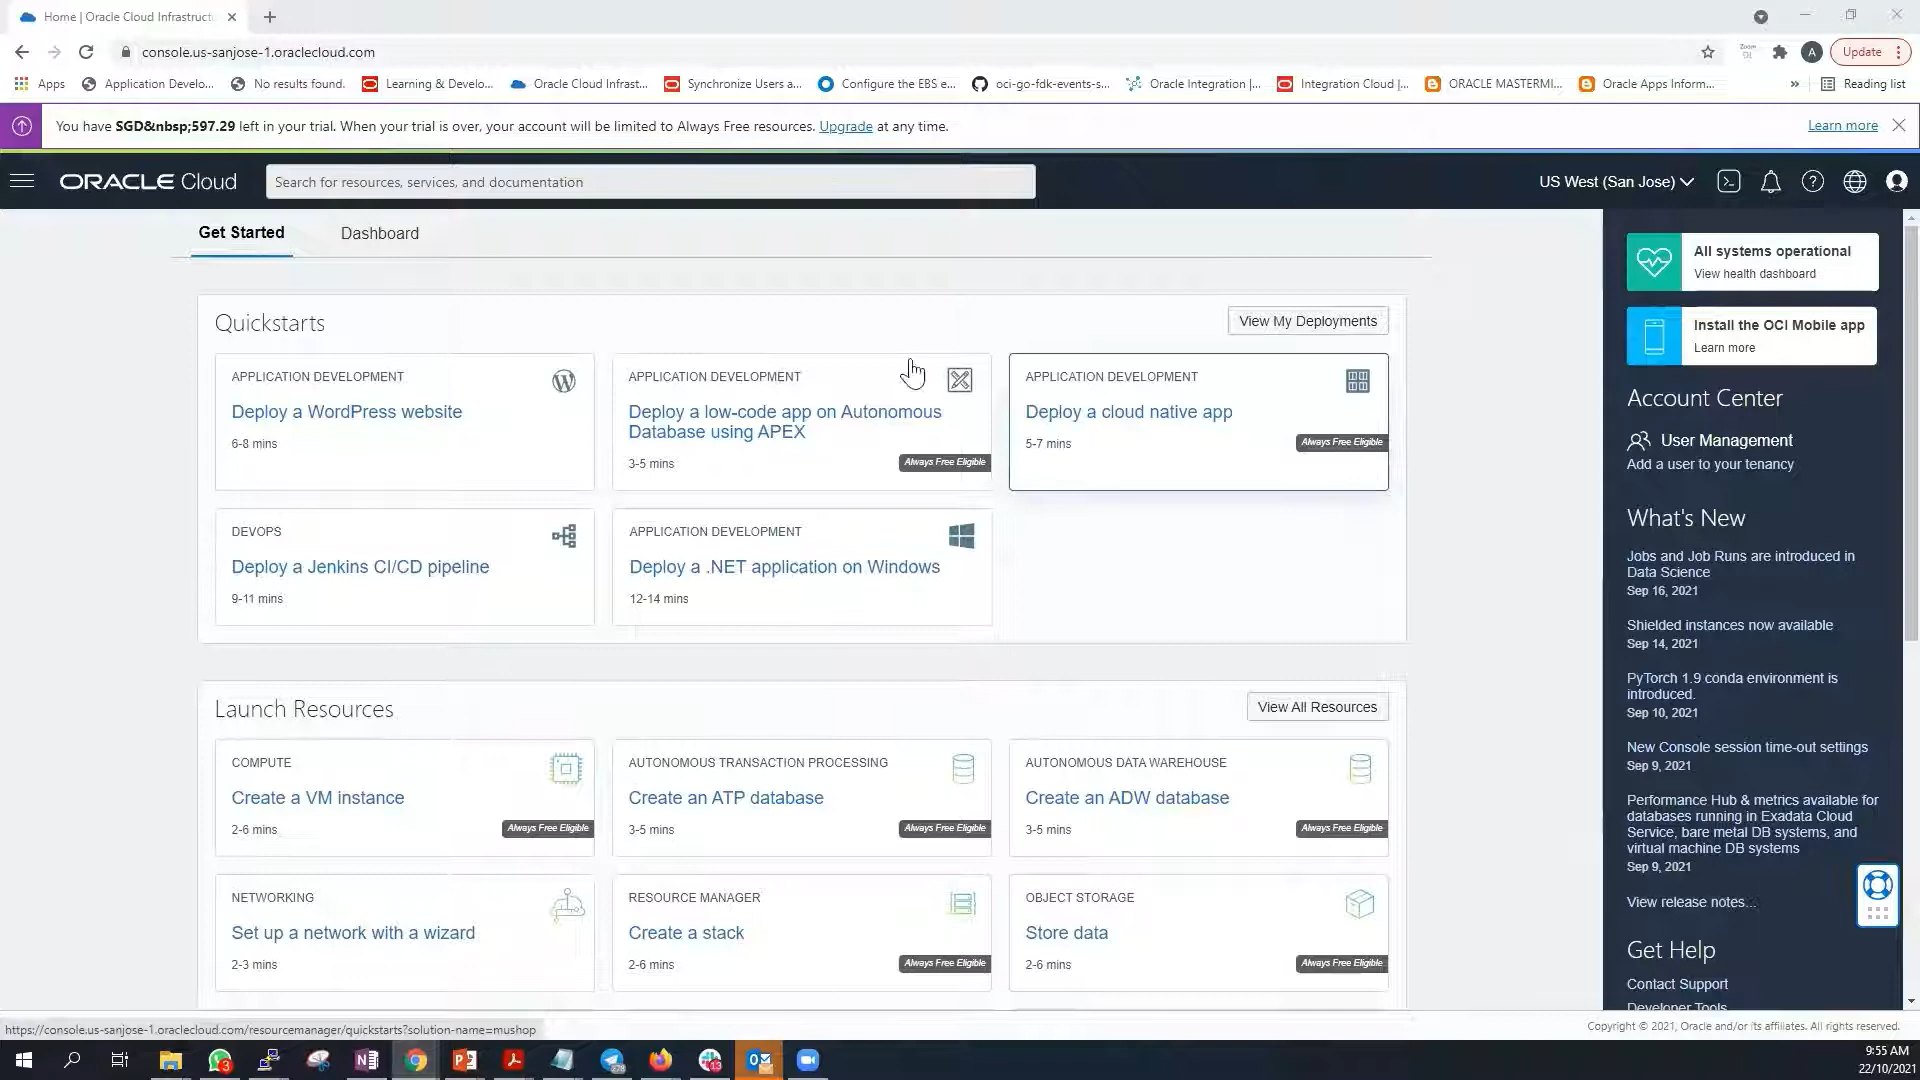 Home | Oracle Cloud Infrastruct
console.us-sanjose-1.oraclecloud.com
A
Update
Apps
Application Develo...
No results found.
Learning & Develo...
Oracle Cloud Infrast...
Synchronize Users a...
Configure the EBS e...
oci-go-fdk-events-s...
Oracle Integration |...
Integration Cloud |...
ORACLE MASTERMI...
Oracle Apps Inform...
»
Reading list
You have SGD&nbsp;597.29 left in your trial. When your trial is over, your account will be limited to Always Free resources. Upgrade at any time.
Learn more
ORACLE Cloud
Search for resources, services, and documentation
US West (San Jose)
Get Started
Dashboard
Quickstarts
View My Deployments
APPLICATION DEVELOPMENT
Deploy a WordPress website
6-8 mins
APPLICATION DEVELOPMENT
Deploy a low-code app on Autonomous
Database using APEX
3-5 mins
Always Free Eligible
APPLICATION DEVELOPMENT
Deploy a cloud native app
5-7 mins
Always Free Eligible
DEVOPS
Deploy a Jenkins CI/CD pipeline
9-11 mins
APPLICATION DEVELOPMENT
Deploy a .NET application on Windows
12-14 mins
Launch Resources
View All Resources
COMPUTE
Create a VM instance
2-6 mins
Always Free Eligible
AUTONOMOUS TRANSACTION PROCESSING
Create an ATP database
3-5 mins
Always Free Eligible
AUTONOMOUS DATA WAREHOUSE
Create an ADW database
3-5 mins
Always Free Eligible
NETWORKING
Set up a network with a wizard
2-3 mins
RESOURCE MANAGER
Create a stack
2-6 mins
Always Free Eligible
OBJECT STORAGE
Store data
2-6 mins
Always Free Eligible
All systems operational
View health dashboard
Install the OCI Mobile app
Learn more
Account Center
User Management
Add a user to your tenancy
What's New
Jobs and Job Runs are introduced in
Data Science
Sep 16, 2021
Shielded instances now available
Sep 14, 2021
PyTorch 1.9 conda environment is
introduced.
Sep 10, 2021
New Console session time-out settings
Sep 9, 2021
Performance Hub & metrics available for
databases running in Exadata Cloud
Service, bare metal DB systems, and
virtual machine DB systems
Sep 9, 2021
View release notes...
Get Help
Contact Support
Developer Tools
https://console.us-sanjose-1.oraclecloud.com/resourcemanager/quickstarts?solution-name=mushop
Copyright © 2021, Oracle and/or its affiliates. All rights reserved.
9:55 AM
22/10/2021